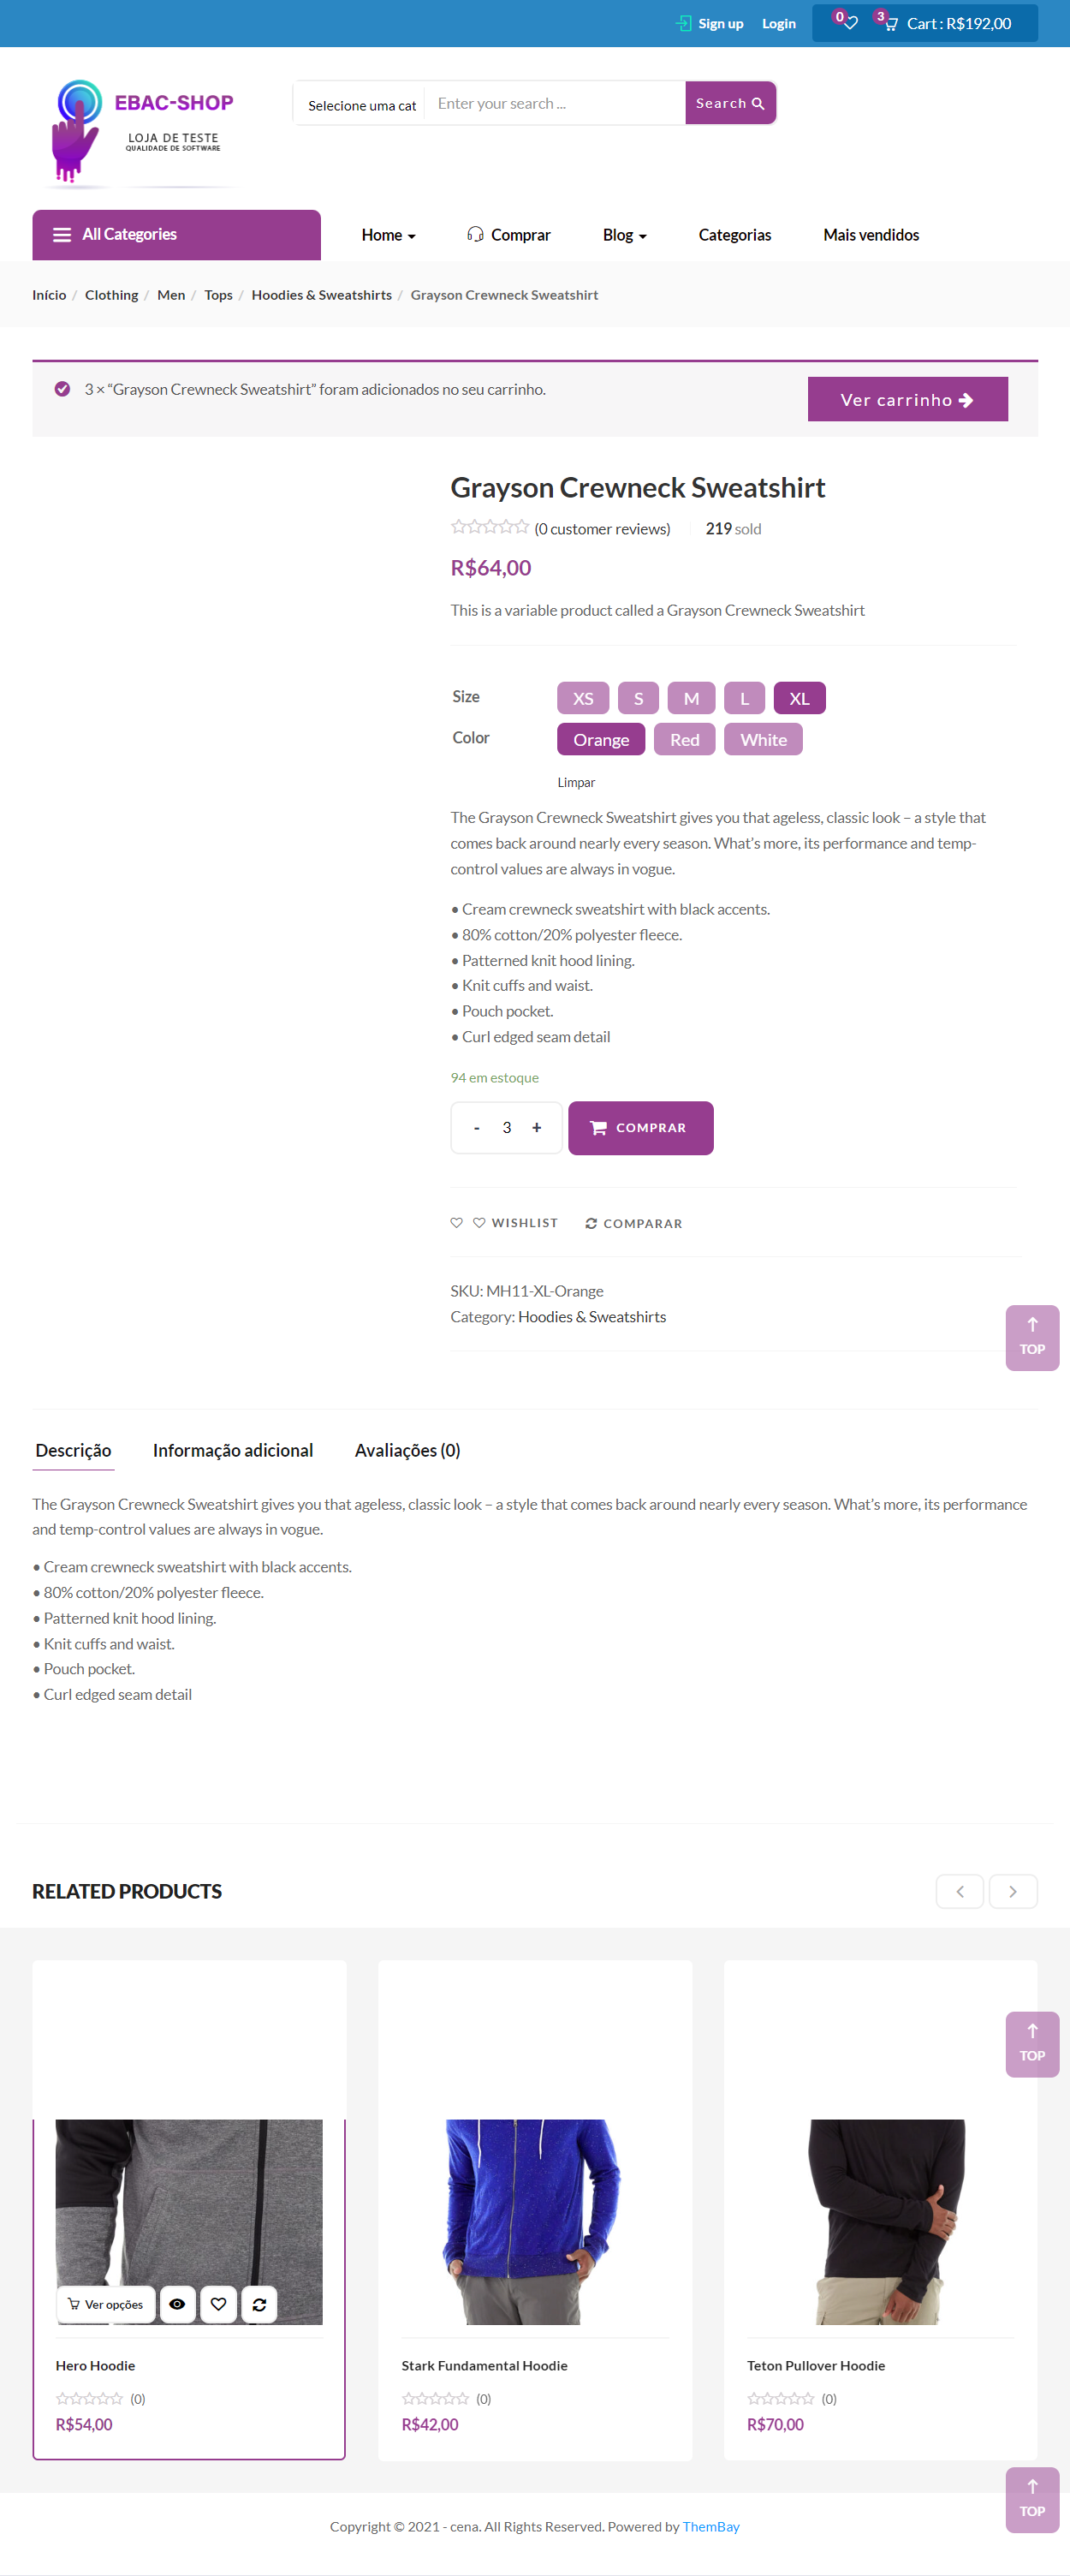 Sign up Login 0 3 Cart : R$192,00
EBAC-SHOP
LOJA DE TESTE
QUALIDADE DE SOFTWARE
Selecione uma cat Enter your search ... Search
All Categories Home Comprar Blog Categorias Mais vendidos
Início / Clothing / Men / Tops / Hoodies & Sweatshirts / Grayson Crewneck Sweatshirt
3 × “Grayson Crewneck Sweatshirt” foram adicionados no seu carrinho. Ver carrinho
Grayson Crewneck Sweatshirt
(0 customer reviews) 219 sold
R$64,00
This is a variable product called a Grayson Crewneck Sweatshirt
Size XS S M L XL
Color Orange Red White
Limpar
The Grayson Crewneck Sweatshirt gives you that ageless, classic look – a style that
comes back around nearly every season. What’s more, its performance and temp-
control values are always in vogue.
• Cream crewneck sweatshirt with black accents.
• 80% cotton/20% polyester fleece.
• Patterned knit hood lining.
• Knit cuffs and waist.
• Pouch pocket.
• Curl edged seam detail
94 em estoque
- 3 + COMPRAR
WISHLIST COMPARAR
SKU: MH11-XL-Orange
Category: Hoodies & Sweatshirts
TOP
Descrição Informação adicional Avaliações (0)
The Grayson Crewneck Sweatshirt gives you that ageless, classic look – a style that comes back around nearly every season. What’s more, its performance
and temp-control values are always in vogue.
• Cream crewneck sweatshirt with black accents.
• 80% cotton/20% polyester fleece.
• Patterned knit hood lining.
• Knit cuffs and waist.
• Pouch pocket.
• Curl edged seam detail
RELATED PRODUCTS
TOP
Ver opções
Hero Hoodie Stark Fundamental Hoodie Teton Pullover Hoodie
(0) (0) (0)
R$54,00 R$42,00 R$70,00
TOP
Copyright © 2021 - cena. All Rights Reserved. Powered by ThemBay